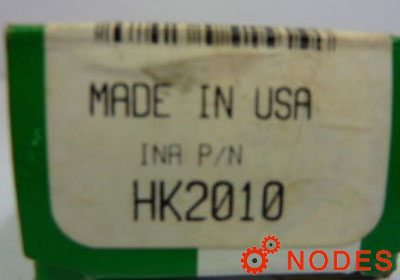 MADE IN USA
INA P/N
HK2010
NODES